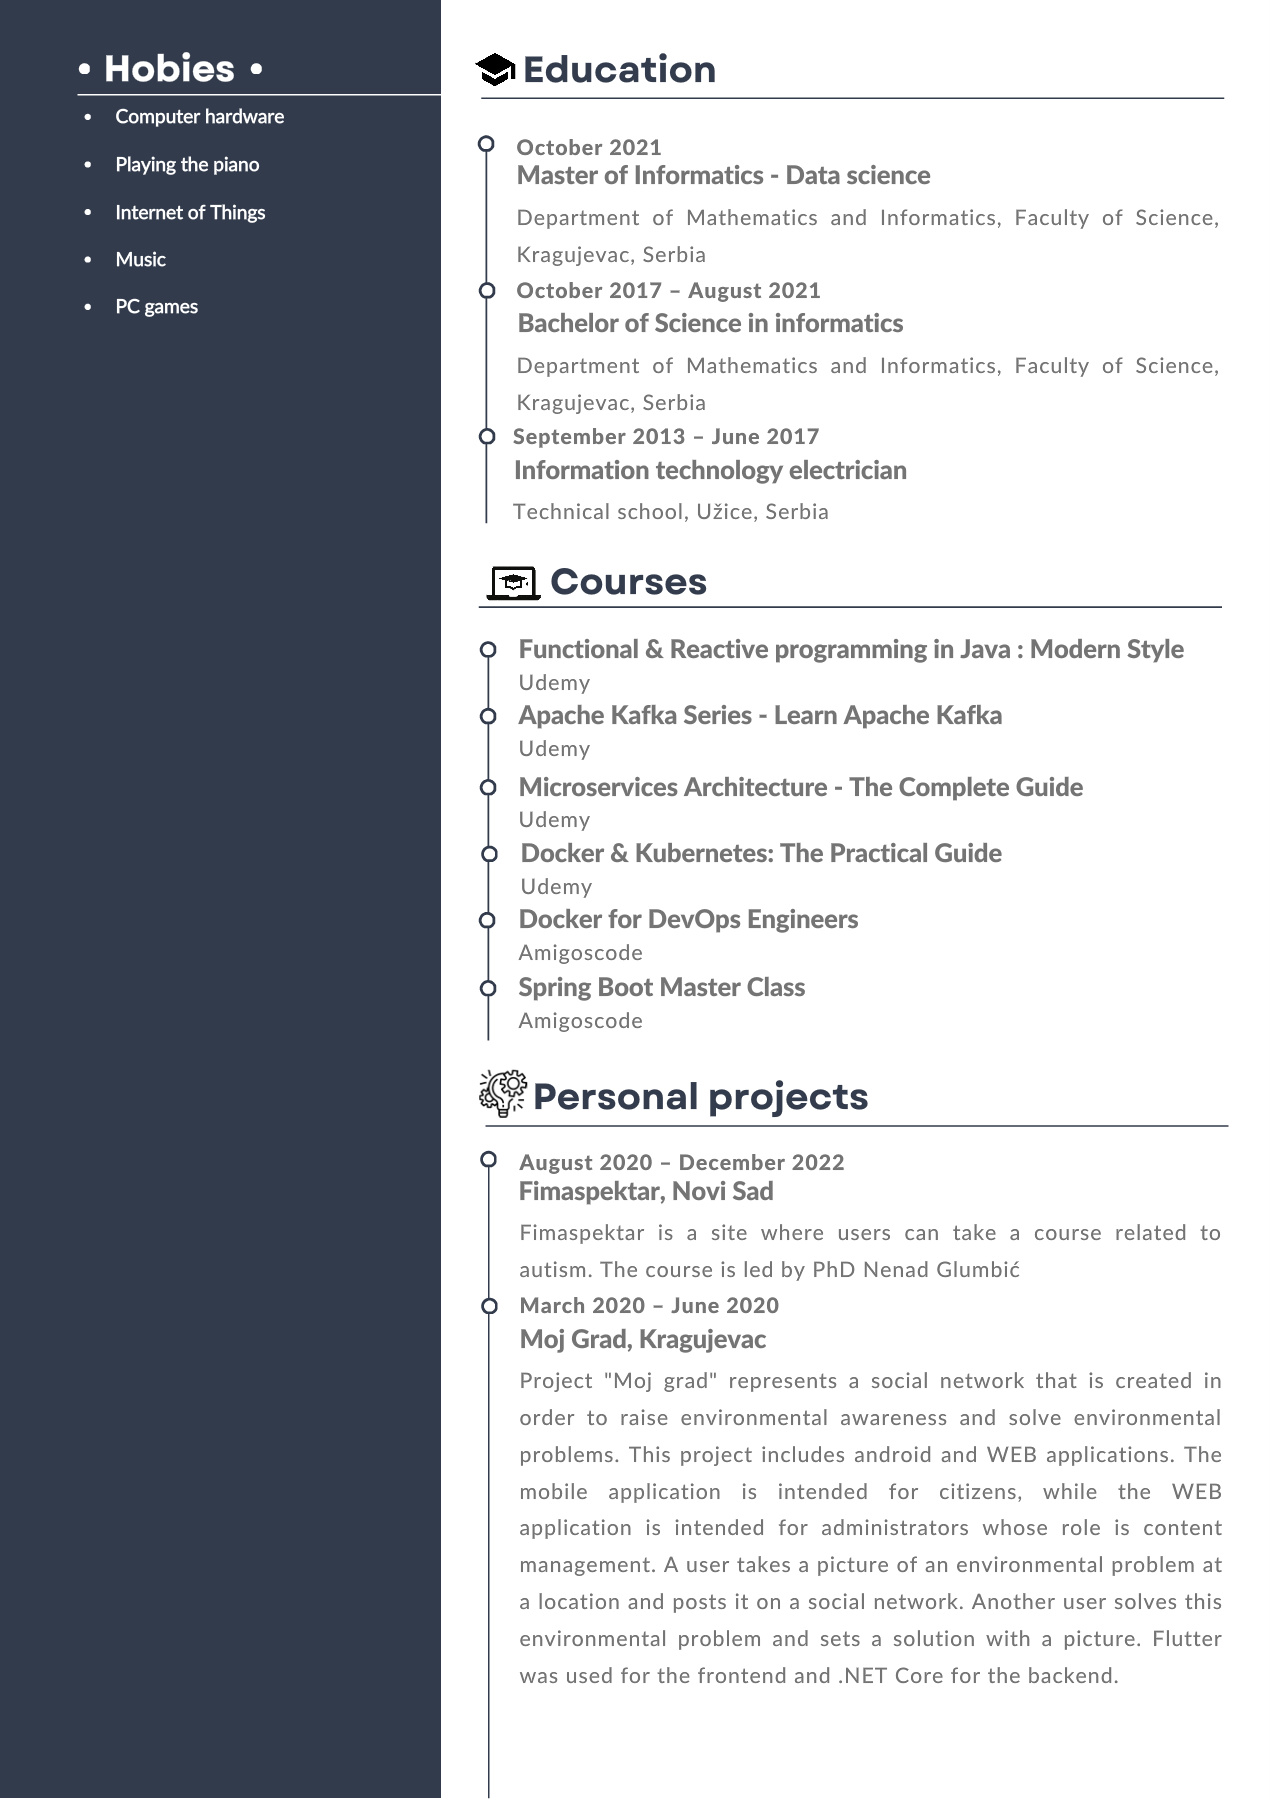 • Hobies •
• Computer hardware
• Playing the piano
• Internet of Things
• Music
• PC games
Education
October 2021
Master of Informatics - Data science
Department of Mathematics and Informatics, Faculty of Science,
Kragujevac, Serbia
October 2017 – August 2021
Bachelor of Science in informatics
Department of Mathematics and Informatics, Faculty of Science,
Kragujevac, Serbia
September 2013 – June 2017
Information technology electrician
Technical school, Užice, Serbia
Courses
Functional & Reactive programming in Java : Modern Style
Udemy
Apache Kafka Series - Learn Apache Kafka
Udemy
Microservices Architecture - The Complete Guide
Udemy
Docker & Kubernetes: The Practical Guide
Udemy
Docker for DevOps Engineers
Amigoscode
Spring Boot Master Class
Amigoscode
Personal projects
August 2020 – December 2022
Fimaspektar, Novi Sad
Fimaspektar is a site where users can take a course related to
autism. The course is led by PhD Nenad Glumbić
March 2020 – June 2020
Moj Grad, Kragujevac
Project "Moj grad" represents a social network that is created in
order to raise environmental awareness and solve environmental
problems. This project includes android and WEB applications. The
mobile application is intended for citizens, while the WEB
application is intended for administrators whose role is content
management. A user takes a picture of an environmental problem at
a location and posts it on a social network. Another user solves this
environmental problem and sets a solution with a picture. Flutter
was used for the frontend and .NET Core for the backend.